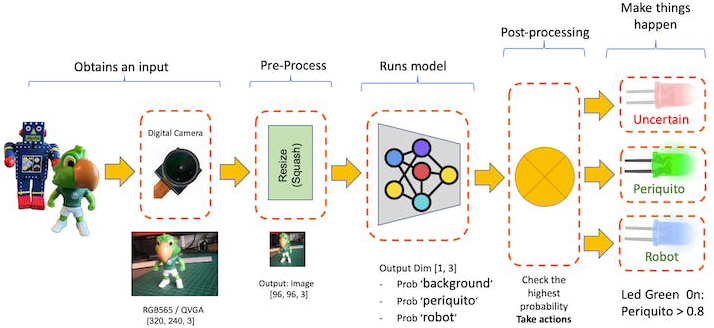 Obtains an input
Pre-Process
Runs model
Post-processing
Make things
happen
Digital Camera
Resize
(Squash)
Uncertain
Periquito
Robot
RGB565 / QVGA
[320, 240, 3]
Output: Image
[96, 96, 3]
Output Dim [1, 3]
- Prob ‘background‘
- Prob ‘periquito‘
- Prob ‘robot‘
Check the
highest
probability
Take actions
Led Green 0n:
Periquito > 0.8